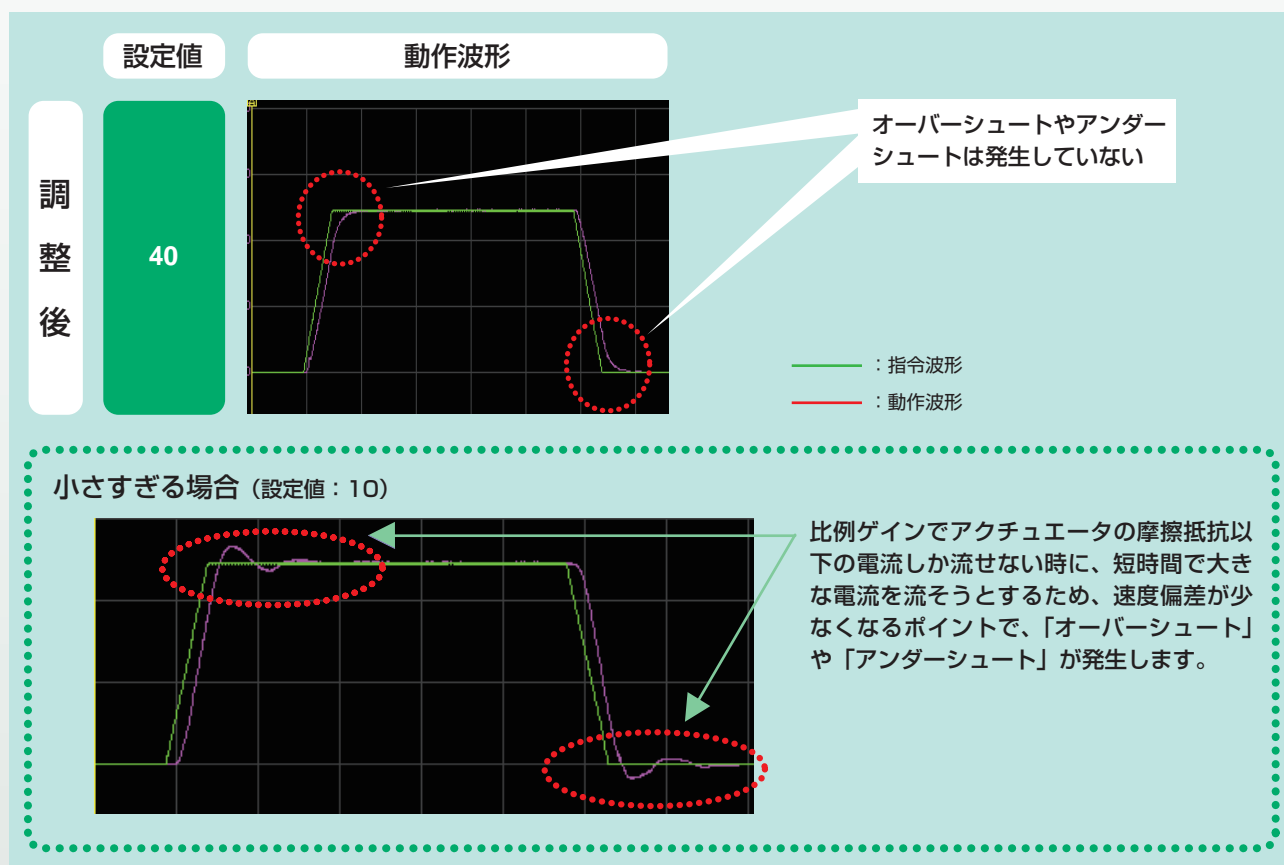 設定値
動作波形
調整後
40
オーバーシュートやアンダー
シュートは発生していない
：指令波形
：動作波形
小さすぎる場合（設定値：10）
比例ゲインでアクチュエータの摩擦抵抗以
下の電流しか流せない時に、短時間で大き
な電流を流そうとするため、速度偏差が少
なくなるポイントで、「オーバーシュート」
や「アンダーシュート」が発生します。